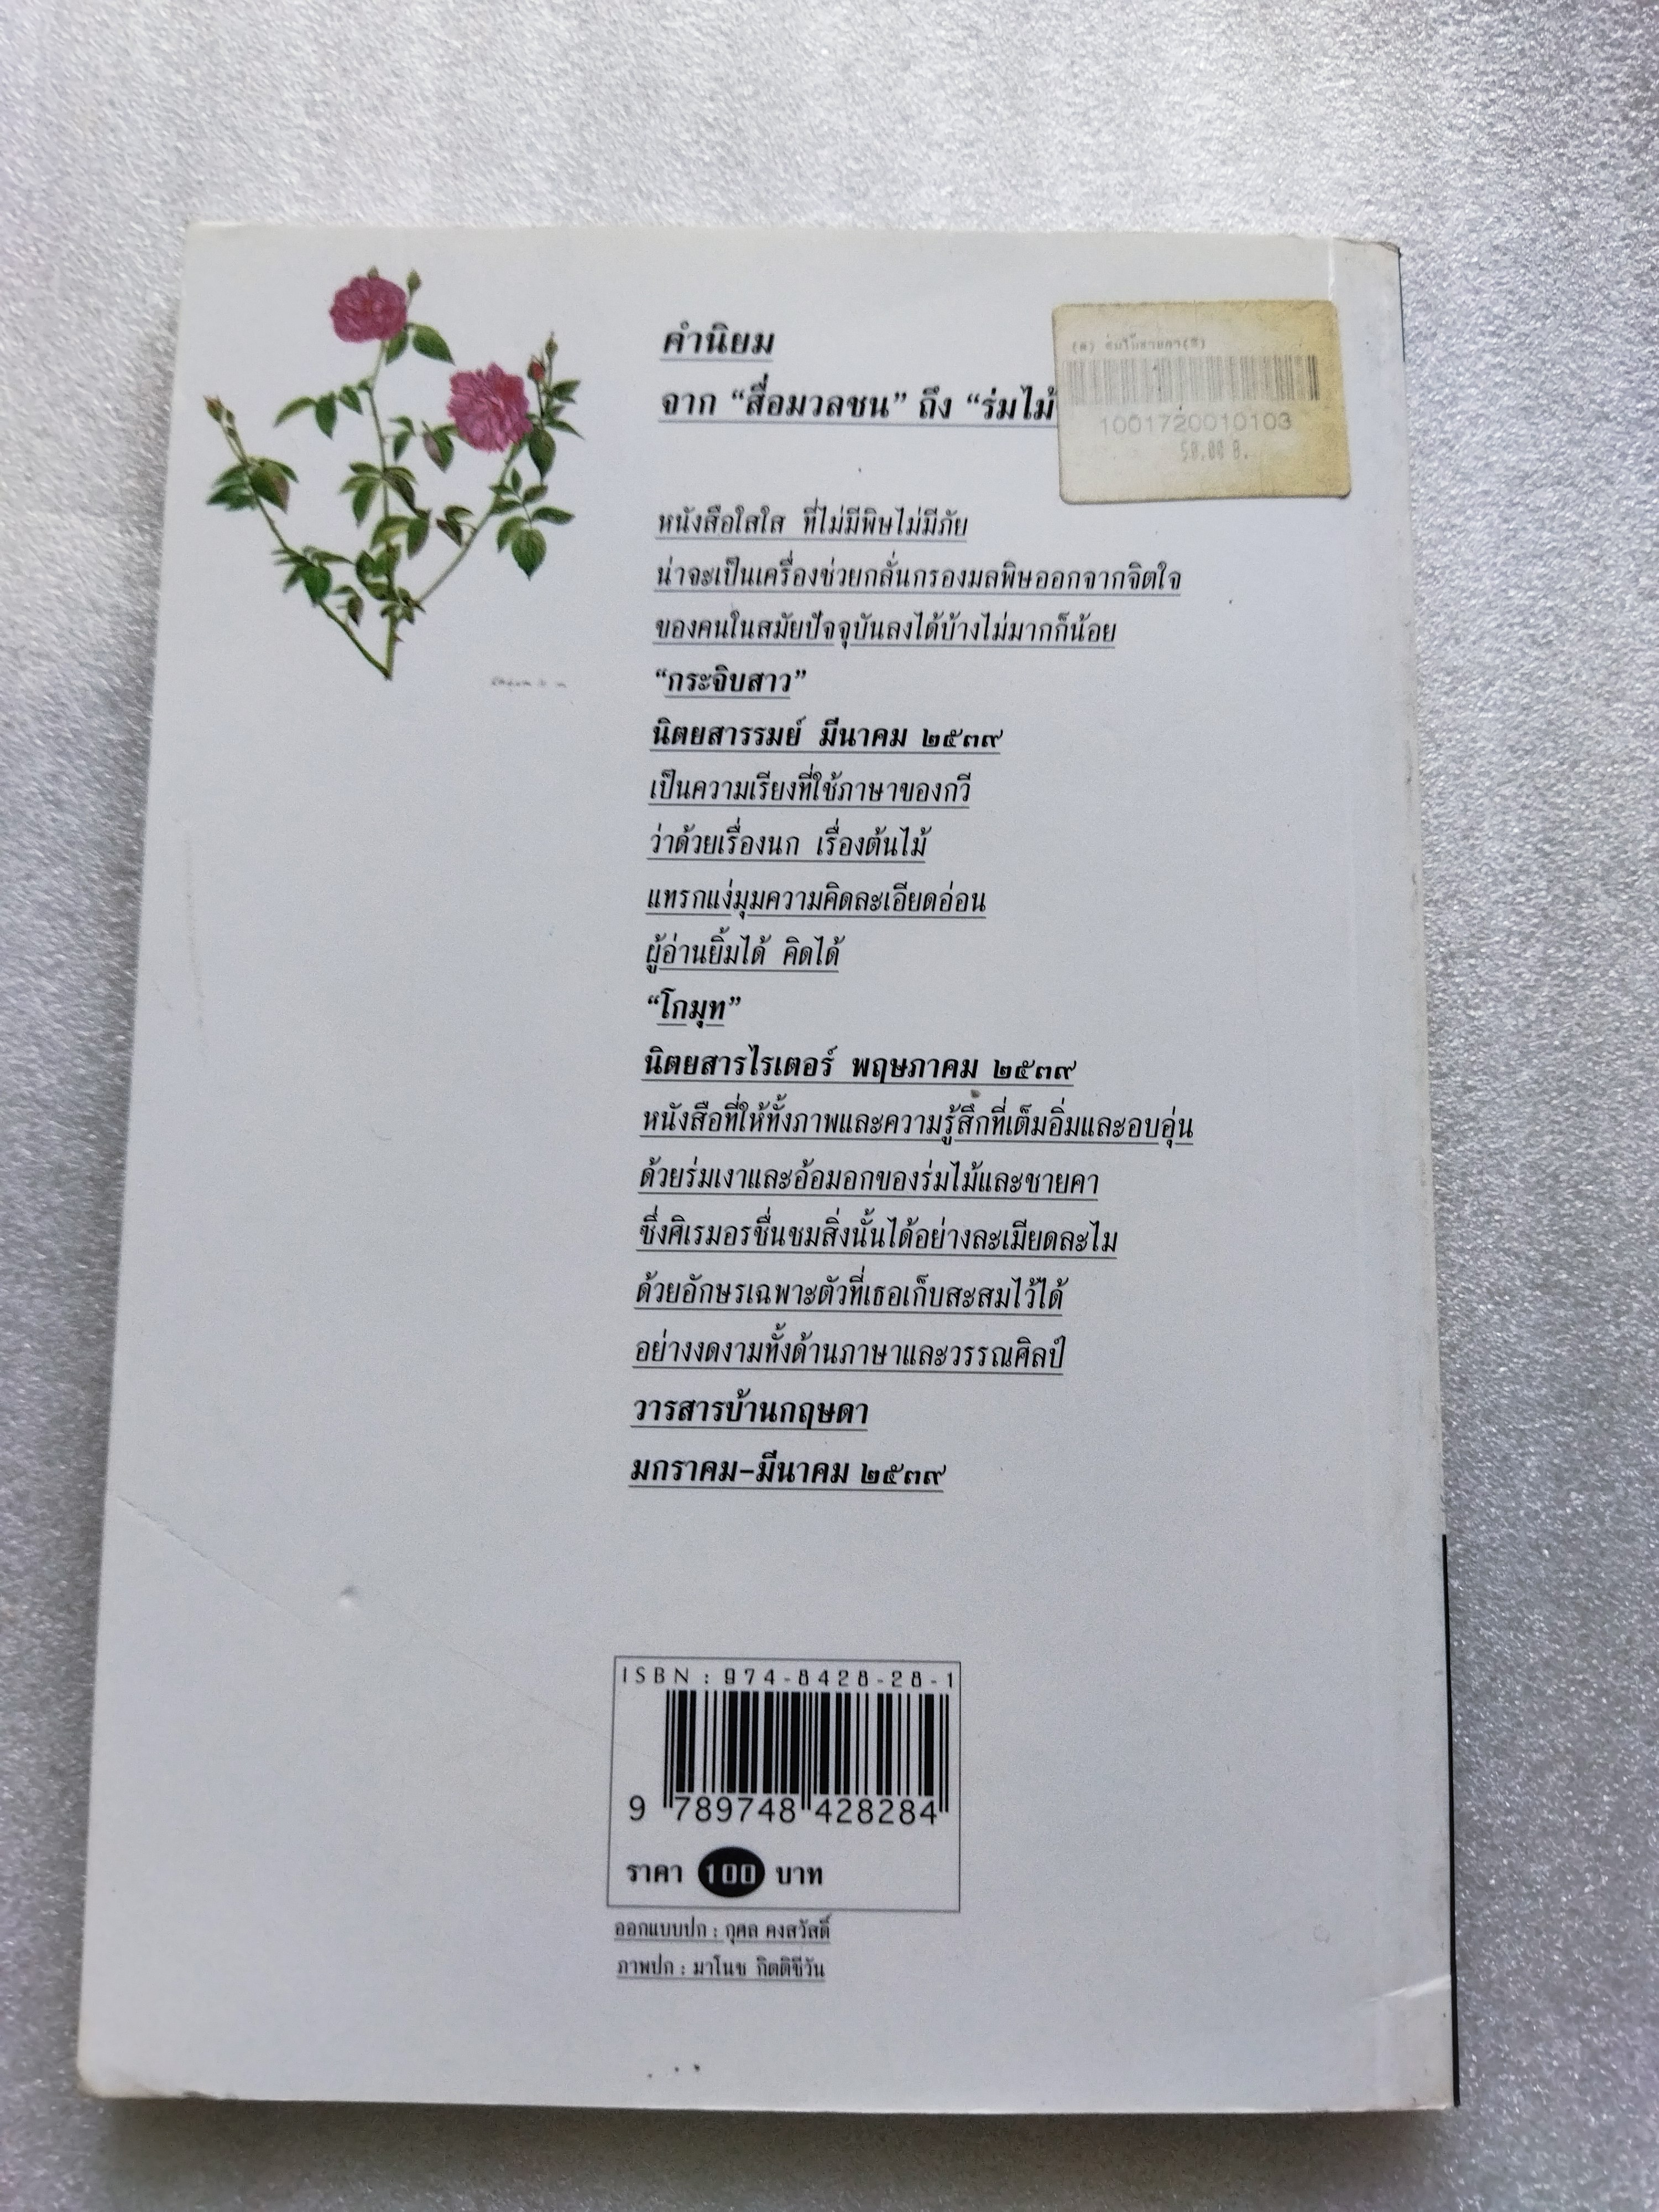 คำนิยม
จาก “สื่อมวลชน” ถึง “ร่มไม้
1001720010103
50.00 ฿.
หนังสือใสใส ที่ไม่มีพิษไม่มีภัย
น่าจะเป็นเครื่องช่วยกลั่นกรองมลพิษออกจากจิตใจ
ของคนในสมัยปัจจุบันลงได้บ้างไม่มากก็น้อย
“กระจิบสาว”
นิตยสารรมย์ มีนาคม ๒๕๓๙
เป็นความเรียงที่ใช้ภาษาของกวี
ว่าด้วยเรื่องนก เรื่องต้นไม้
แทรกแง่มุมความคิดละเอียดอ่อน
ผู้อ่านยิ้มได้ คิดได้
“โกมุท”
นิตยสารไรเตอร์ พฤษภาคม ๒๕๓๙
หนังสือที่ให้ทั้งภาพและความรู้สึกที่เต็มอิ่มและอบอุ่น
ด้วยร่มเงาและอ้อมอกของร่มไม้และชายคา
ซึ่งศิเรมอรชื่นชมสิ่งนั้นได้อย่างละเมียดละไม
ด้วยอักษรเฉพาะตัวที่เธอเก็บสะสมไว้ได้
อย่างงดงามทั้งด้านภาษาและวรรณศิลป์
วารสารบ้านกฤษดา
มกราคม-มีนาคม ๒๕๓๙
ISBN : 974-8428-28-1
9 789748 428284
ราคา 100 บาท
ออกแบบปก : กุศล คงสวัสดิ์
ภาพปก : มาโนช กิตติชีวัน